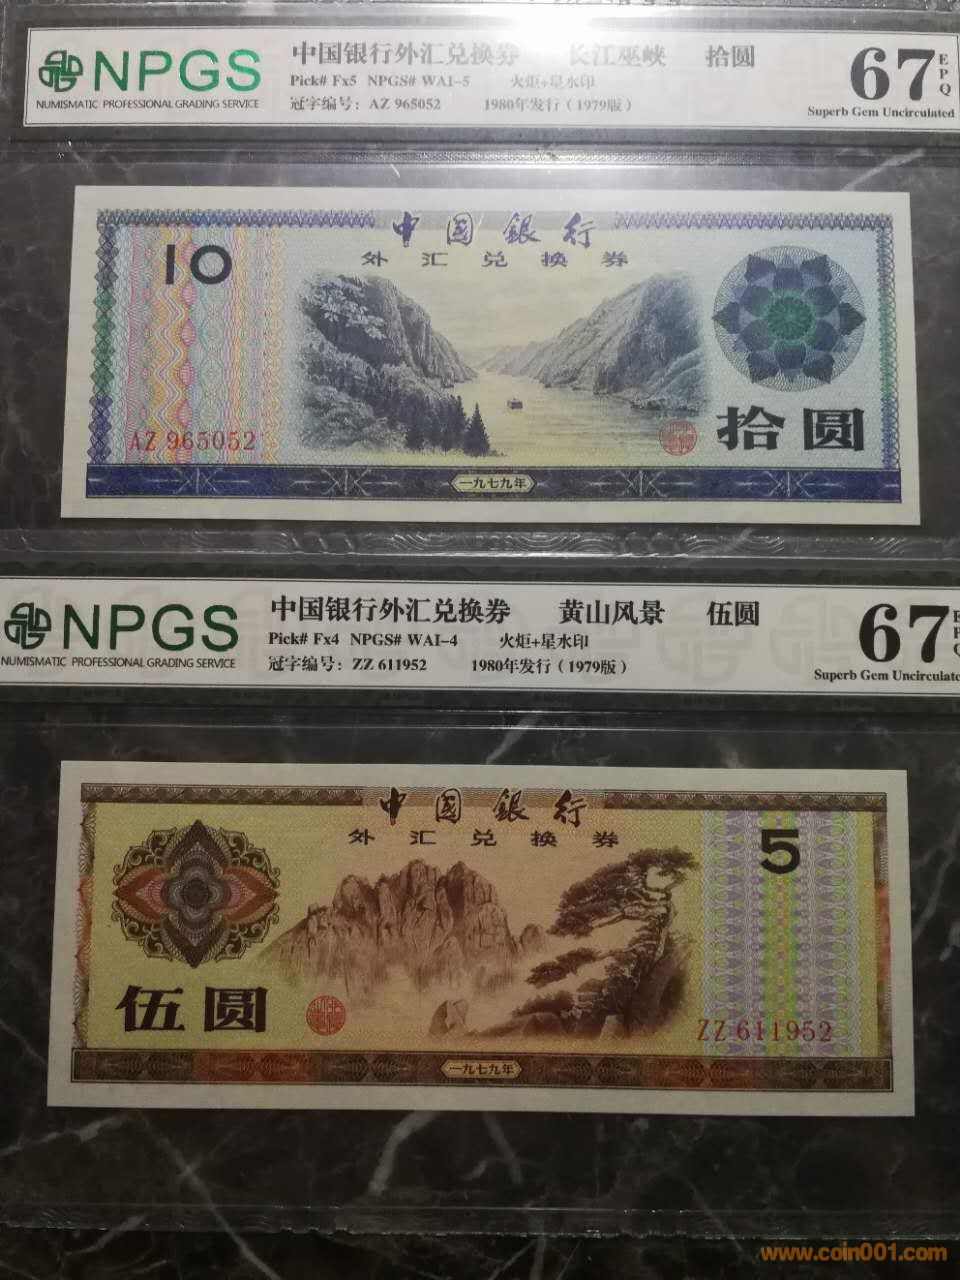 NPGS
NUMISMATIC PROFESSIONAL GRADING SERVICE
中国银行外汇兑换券 长江巫峡 拾圆
Pick# Fx5 NPGS# WAI-5 火炬+星水印
冠字编号: AZ 965052 1980年发行(1979版)
67
EPQ
Superb Gem Uncirculated
中國銀行
外汇兑换券
10
AZ 965052
拾圆
一九七九年
NPGS
NUMISMATIC PROFESSIONAL GRADING SERVICE
中国银行外汇兑换券 黄山风景 伍圆
Pick# Fx4 NPGS# WAI-4 火炬+星水印
冠字编号: ZZ 611952 1980年发行(1979版)
67
EPQ
Superb Gem Uncirculate
中國銀行
外汇兑换券
5
伍圆
ZZ 611952
一九七九年
www.coin001.com